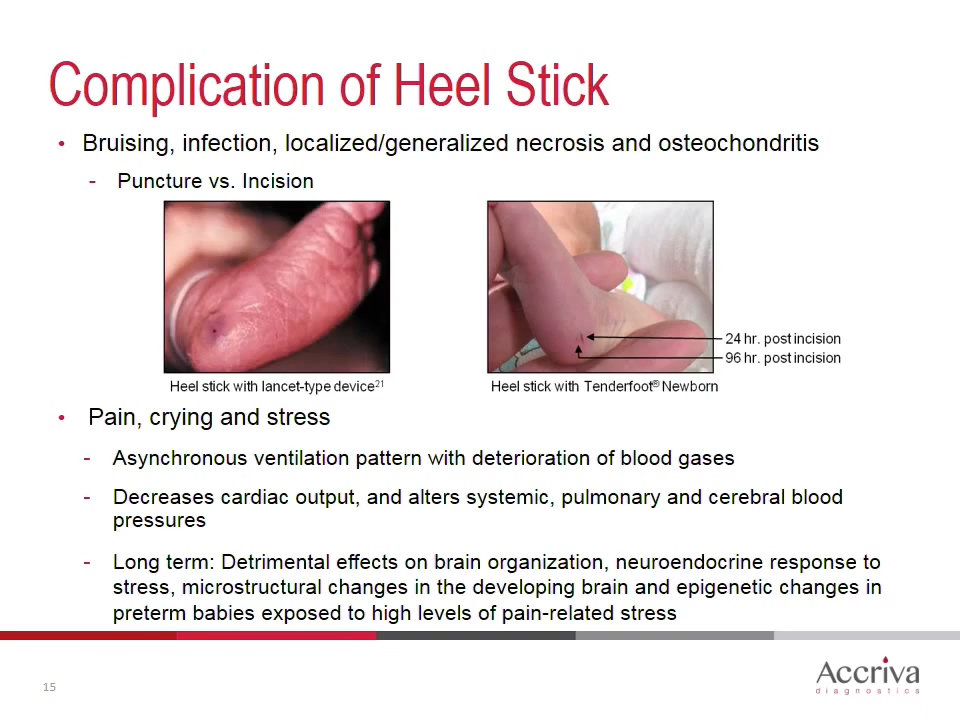 Complication of Heel Stick
• Bruising, infection, localized/generalized necrosis and osteochondritis
- Puncture vs. Incision
24 hr. post incision
96 hr. post incision
Heel stick with lancet-type device21
Heel stick with Tenderfoot® Newborn
• Pain, crying and stress
- Asynchronous ventilation pattern with deterioration of blood gases
- Decreases cardiac output, and alters systemic, pulmonary and cerebral blood
pressures
- Long term: Detrimental effects on brain organization, neuroendocrine response to
stress, microstructural changes in the developing brain and epigenetic changes in
preterm babies exposed to high levels of pain-related stress
15
Accriva
diagnostics